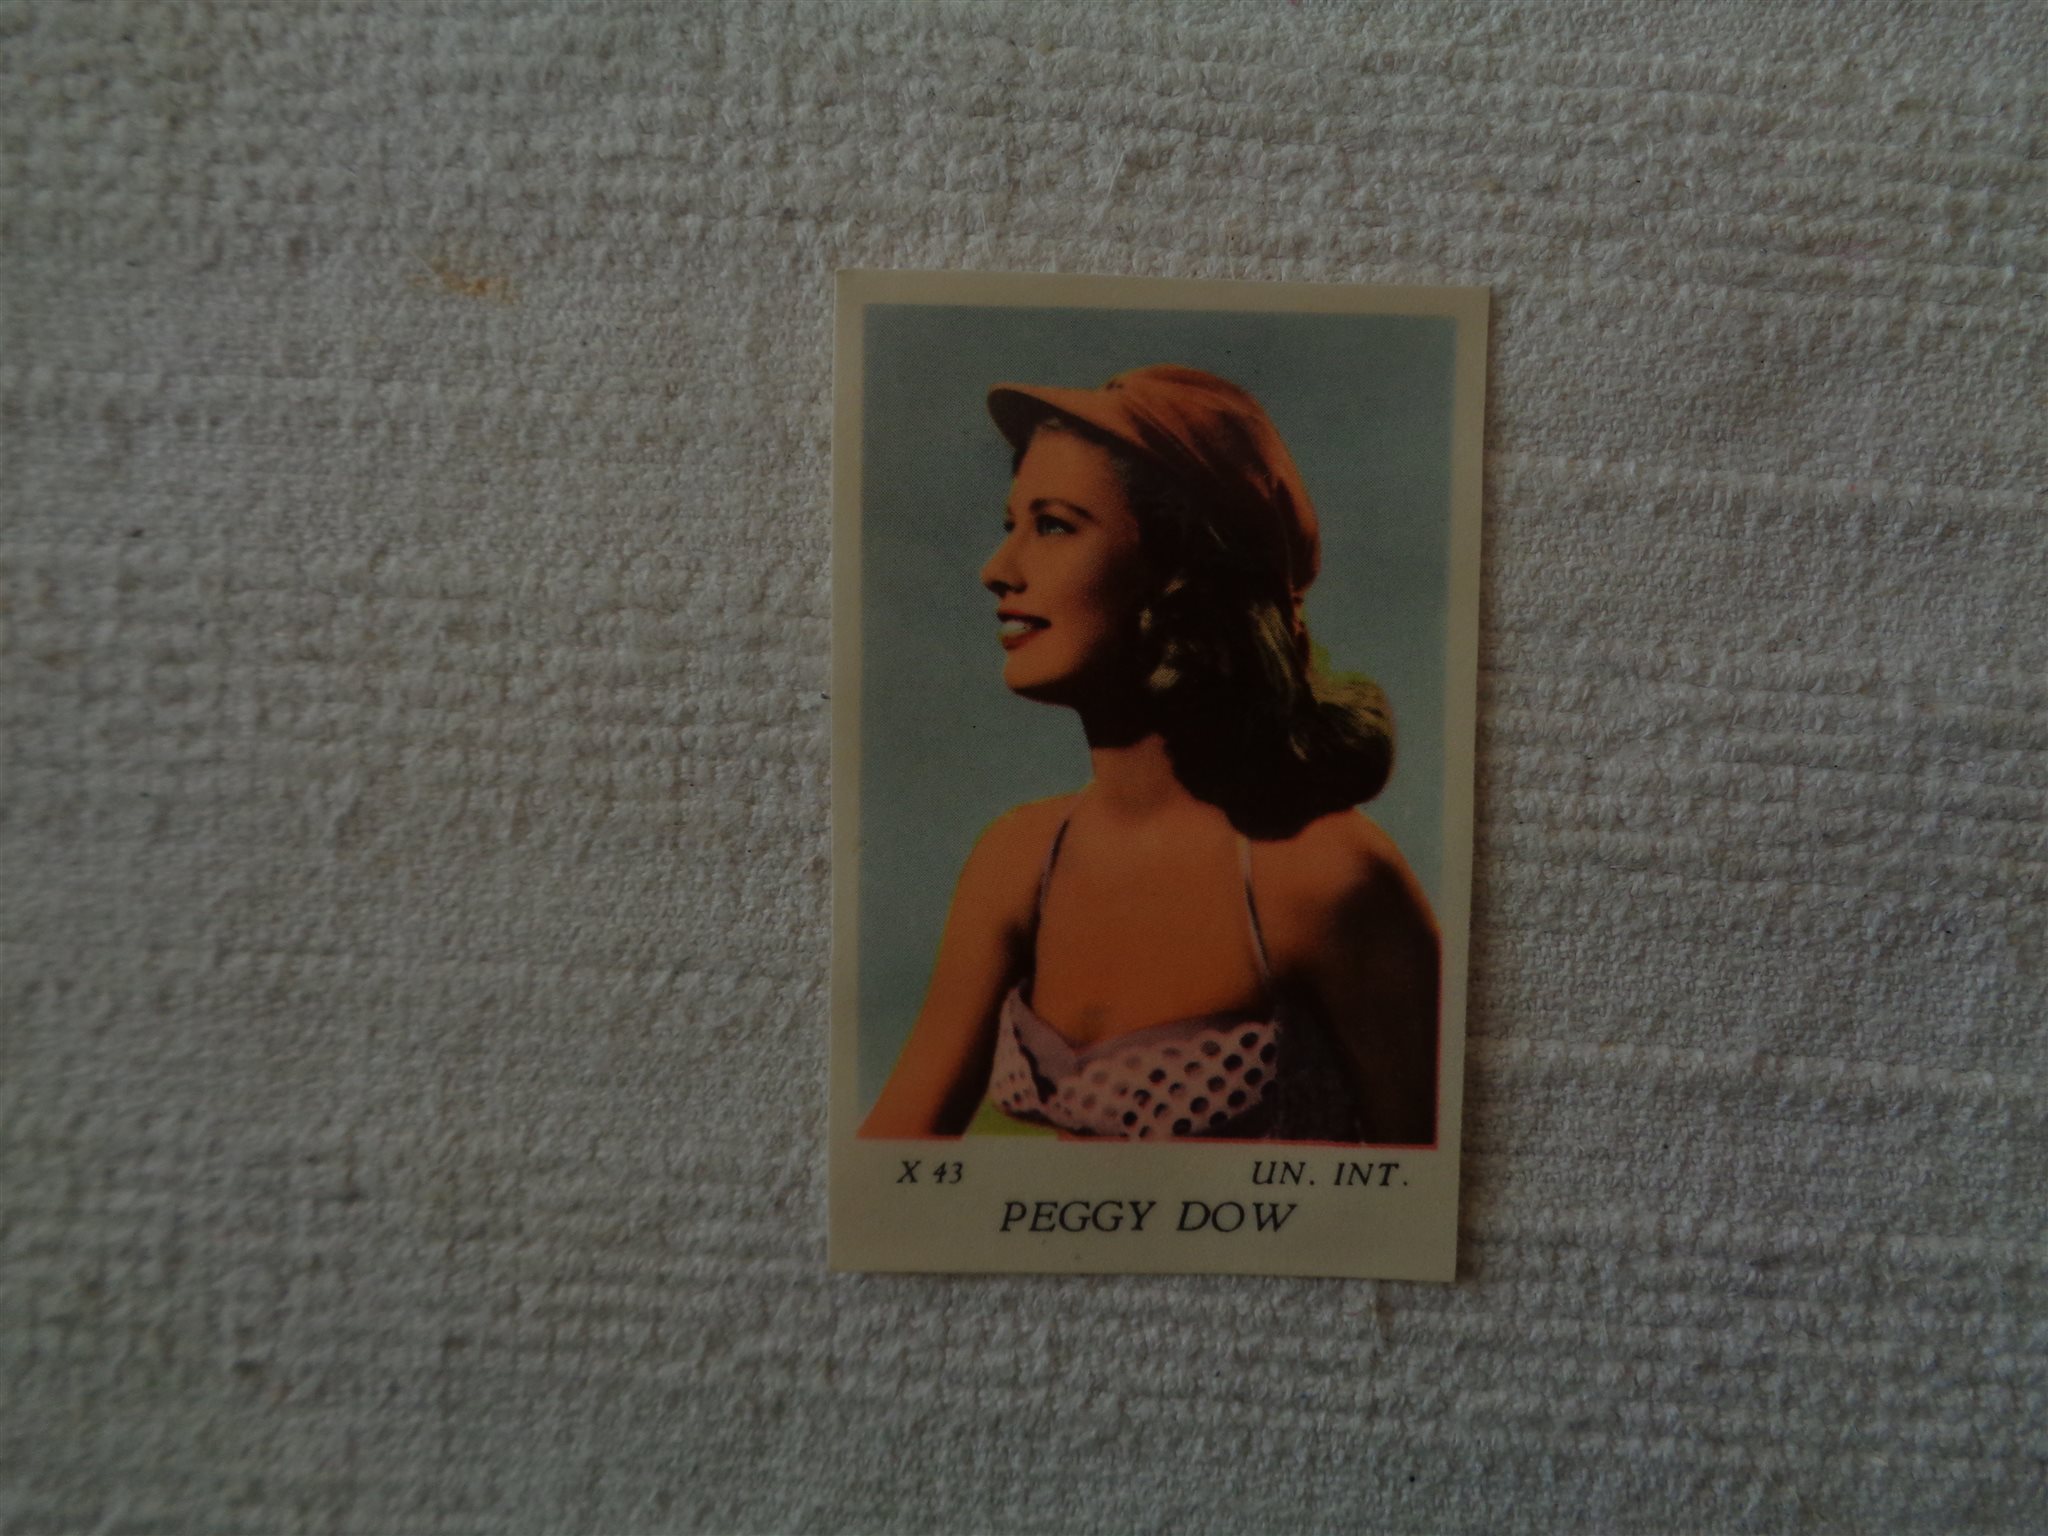 X 43 UN. INT.
PEGGY DOW